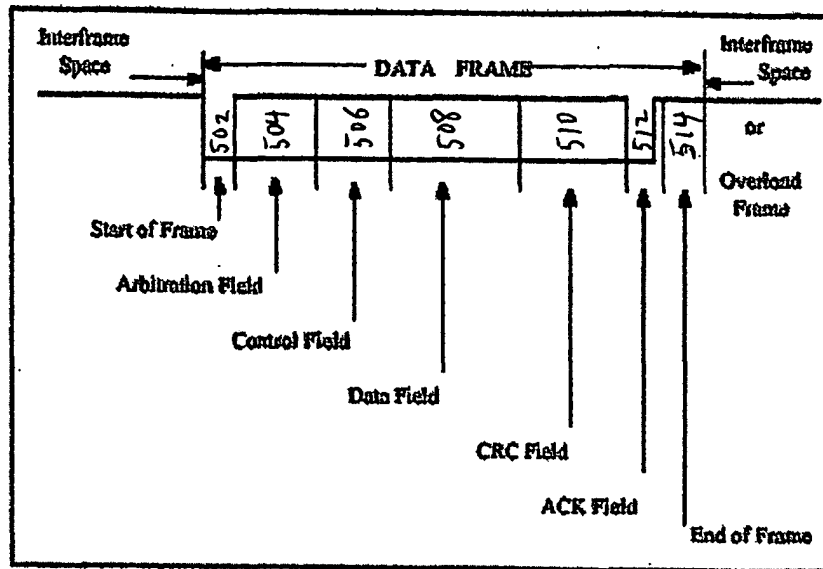 Interframe
Space
DATA FRAME
Interframe
Space
or
Overload
Frame
502
504
506
508
510
512
514
Start of Frame
Arbitration Field
Control Field
Data Field
CRC Field
ACK Field
End of Frame